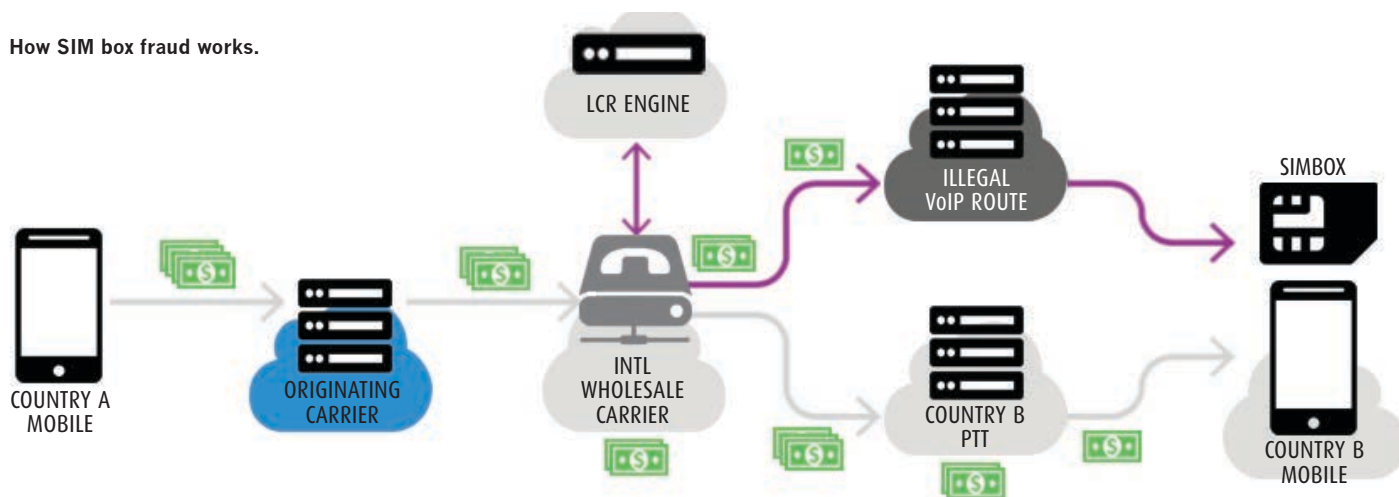 How SIM box fraud works.
LCR ENGINE
ILLEGAL
VoIP ROUTE
SIMBOX
COUNTRY A
MOBILE
ORIGINATING
CARRIER
INTL
WHOLESALE
CARRIER
COUNTRY B
PTT
COUNTRY B
MOBILE